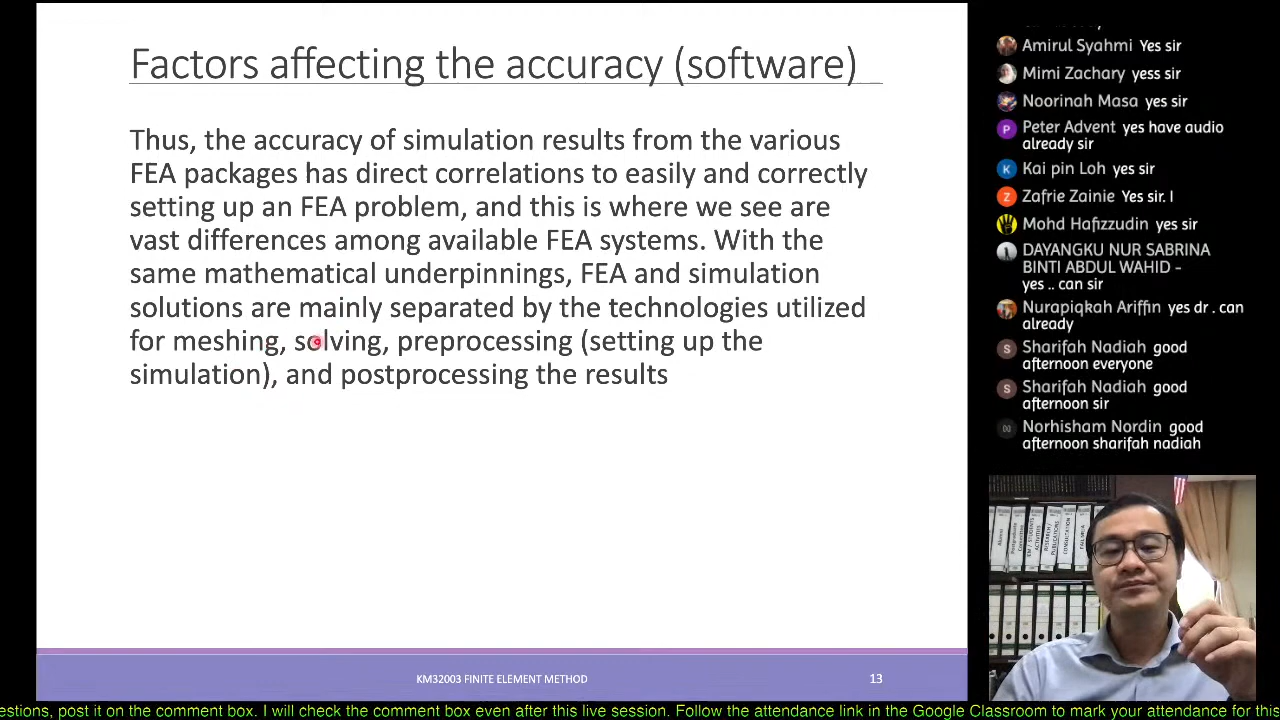 Factors affecting the accuracy (software)
Thus, the accuracy of simulation results from the various
FEA packages has direct correlations to easily and correctly
setting up an FEA problem, and this is where we see are
vast differences among available FEA systems. With the
same mathematical underpinnings, FEA and simulation
solutions are mainly separated by the technologies utilized
for meshing, solving, preprocessing (setting up the
simulation), and postprocessing the results
KM32003 FINITE ELEMENT METHOD
13
Amirul Syahmi Yes sir
Mimi Zachary yess sir
Noorinah Masa yes sir
P Peter Advent yes have audio
already sir
K Kai pin Loh yes sir
Z Zafrie Zainie Yes sir. I
Mohd Hafizzudin yes sir
DAYANGKU NUR SABRINA
BINTI ABDUL WAHID -
yes .. can sir
Nurapiqkah Ariffin yes dr . can
already
S Sharifah Nadiah good
afternoon everyone
S Sharifah Nadiah good
afternoon sir
Norhisham Nordin good
afternoon sharifah nadiah
estions, post it on the comment box. I will check the comment box even after this live session. Follow the attendance link in the Google Classroom to mark your attendance for this